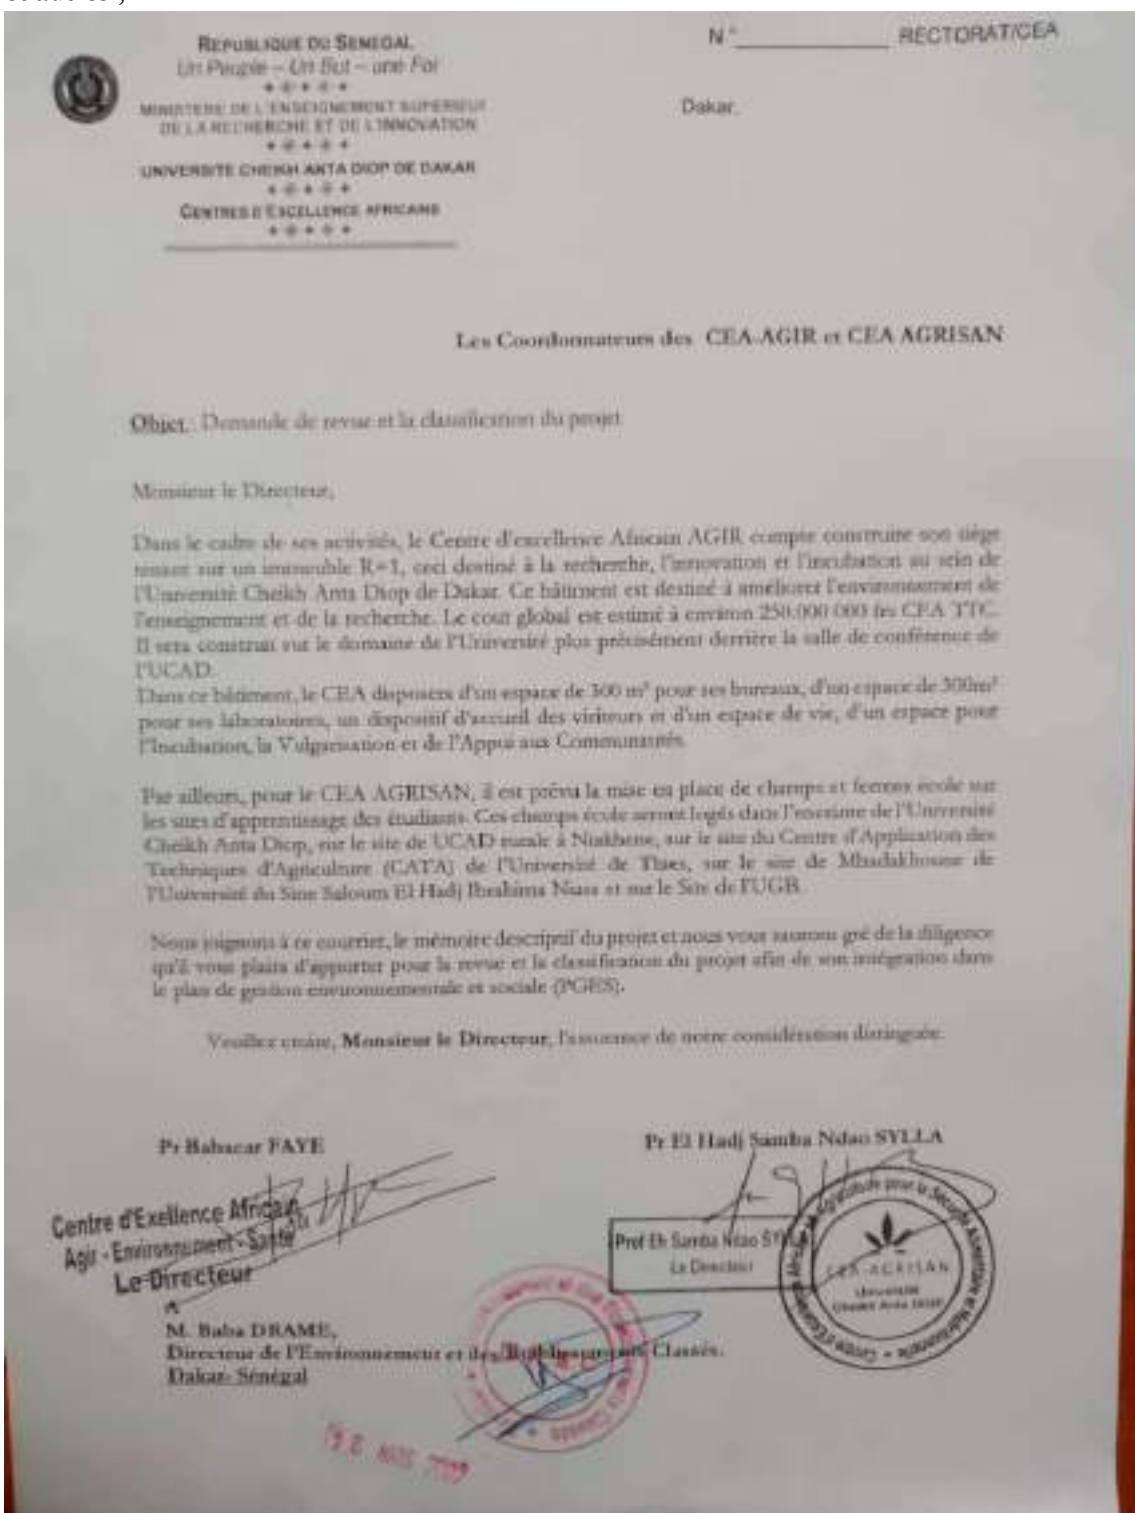 REPUBLIQUE DU SENEGAL
Un Peuple – Un But – une Foi
MINISTERE DE L'ENSEIGNEMENT SUPERIEUR
DE LA RECHERCHE ET DE L'INNOVATION
UNIVERSITE CHEIKH ANTA DIOP DE DAKAR
CENTRES D'EXCELLENCE AFRICAINS
N° ____________ RECTORAT/CEA
Dakar,
Les Coordonnateurs des CEA-AGIR et CEA AGRISAN
Objet : Demande de revue et la classification du projet
Monsieur le Directeur,
Dans le cadre de ses activités, le Centre d'excellence Africain AGIR compte construire son siège
tenant sur un immeuble R+1, ceci destiné à la recherche, l'innovation et l'incubation au sein de
l'Université Cheikh Anta Diop de Dakar. Ce bâtiment est destiné à améliorer l'environnement de
l'enseignement et de la recherche. Le cout global est estimé à environ 250.000 000 frs CFA TTC.
Il sera construit sur le domaine de l'Université plus précisément derrière la salle de conférence de
l'UCAD.
Dans ce bâtiment, le CEA disposera d'un espace de 300 m² pour ses bureaux, d'un espace de 300m²
pour ses laboratoires, un dispositif d'accueil des visiteurs et d'un espace de vie, d'un espace pour
l'Incubation, la Vulgarisation et de l'Appui aux Communautés.
Par ailleurs, pour le CEA AGRISAN, il est prévu la mise en place de champs et fermes école sur
les sites d'apprentissage des étudiants. Ces champs école seront logés dans l'enceinte de l'Université
Cheikh Anta Diop, sur le site de UCAD rurale à Niakhene, sur le site du Centre d'Application des
Techniques d'Agriculture (CATA) de l'Université de Thies, sur le site de Mbadakhoune de
l'Université du Sine Saloum El Hadj Ibrahima Niass et sur le Site de l'UGB
Nous joignons à ce courrier, le mémoire descriptif du projet et nous vous saurons gré de la diligence
qu'il vous plaira d'apporter pour la revue et la classification du projet afin de son intégration dans
le plan de gestion environnementale et sociale (PGES).
Veuillez croire, Monsieur le Directeur, l'assurance de notre considération distinguée.
Pr Babacar FAYE
Pr El Hadj Samba Ndao SYLLA
Centre d'Exellence Africain
Agir - Environnement - Santé
Le Directeur
Prof Eh Samba Ndao
Le Directeur
CEA-AGRISAN
Université
Cheikh Anta DIOP
M. Baba DRAME,
Directeur de l'Environnement et des Etablissements Classés.
Dakar- Sénégal